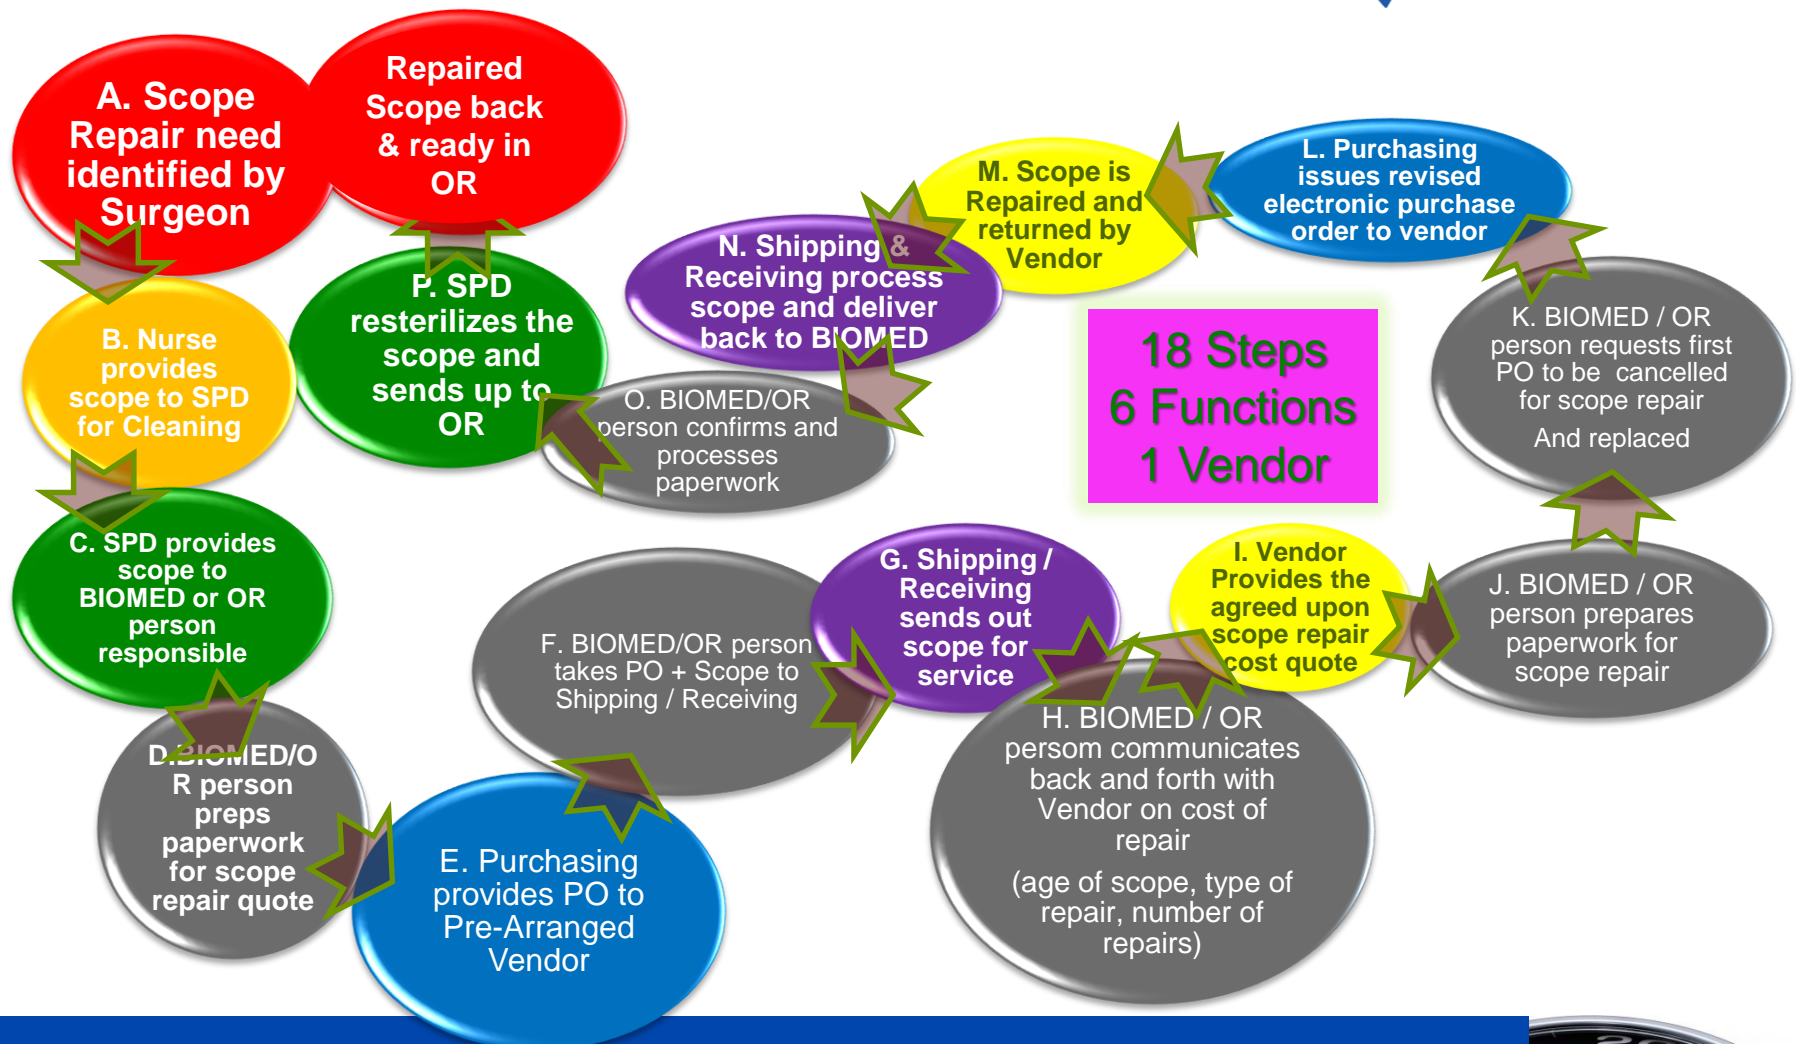 A. Scope
Repair need
identified by
Surgeon
Repaired
Scope back
& ready in
OR
B. Nurse
provides
scope to SPD
for Cleaning
C. SPD provides
scope to
BIOMED or OR
person
responsible
D.BIOMED/O
R person
preps
paperwork
for scope
repair quote
E. Purchasing
provides PO to
Pre-Arranged
Vendor
F. BIOMED/OR person
takes PO + Scope to
Shipping / Receiving
G. Shipping /
Receiving
sends out
scope for
service
H. BIOMED / OR
persom communicates
back and forth with
Vendor on cost of
repair
(age of scope, type of
repair, number of
repairs)
I. Vendor
Provides the
agreed upon
scope repair
cost quote
J. BIOMED / OR
person prepares
paperwork for
scope repair
K. BIOMED / OR
person requests first
PO to be cancelled
for scope repair
And replaced
L. Purchasing
issues revised
electronic purchase
order to vendor
M. Scope is
Repaired and
returned by
Vendor
N. Shipping &
Receiving process
scope and deliver
back to BIOMED
O. BIOMED/OR
person confirms and
processes
paperwork
P. SPD
resterilizes the
scope and
sends up to
OR
18 Steps
6 Functions
1 Vendor